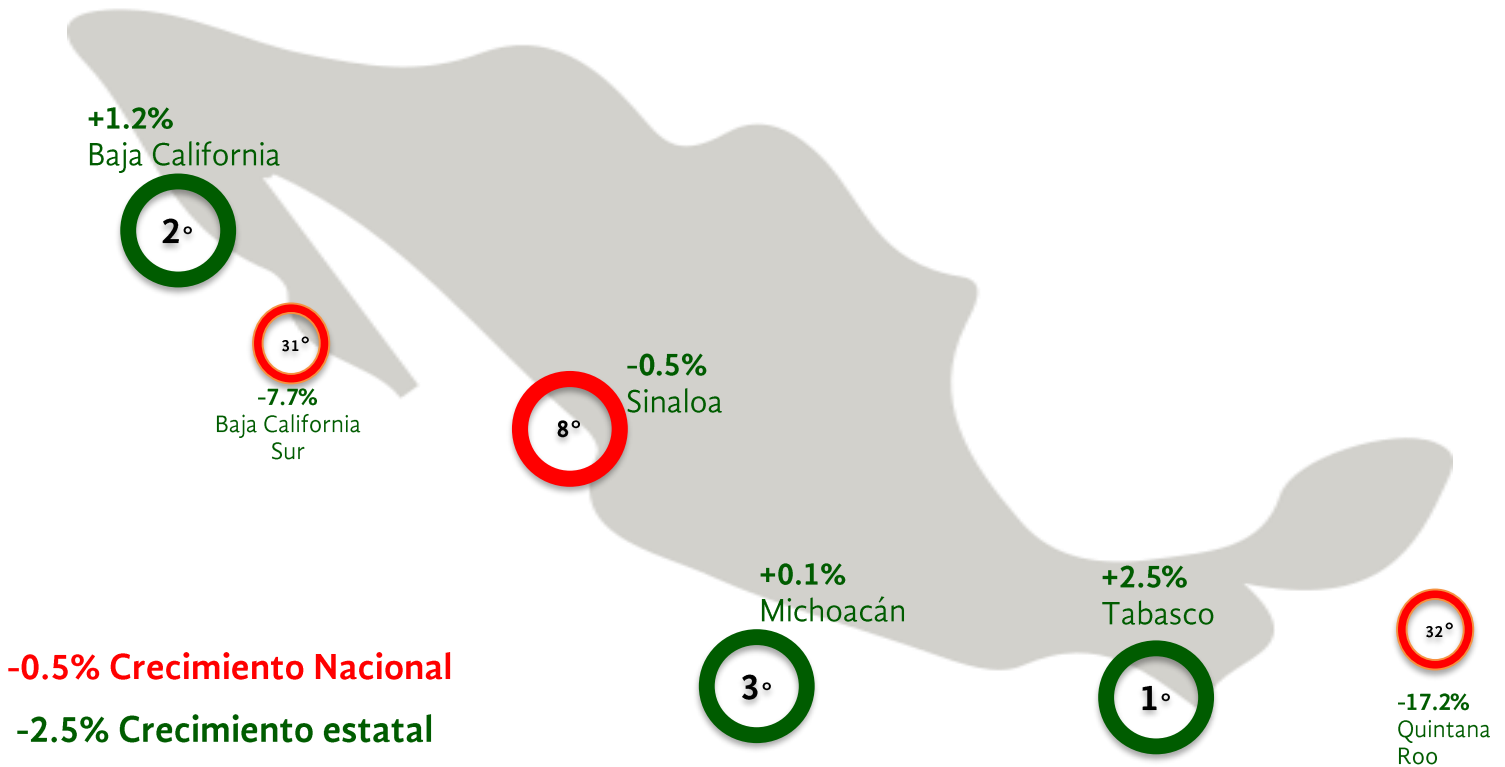 +1.2%
Baja California
2°
31°
-7.7%
Baja California
Sur
-0.5%
Sinaloa
8°
+0.1%
Michoacán
3°
+2.5%
Tabasco
1°
32°
-17.2%
Quintana
Roo
-0.5% Crecimiento Nacional
-2.5% Crecimiento estatal